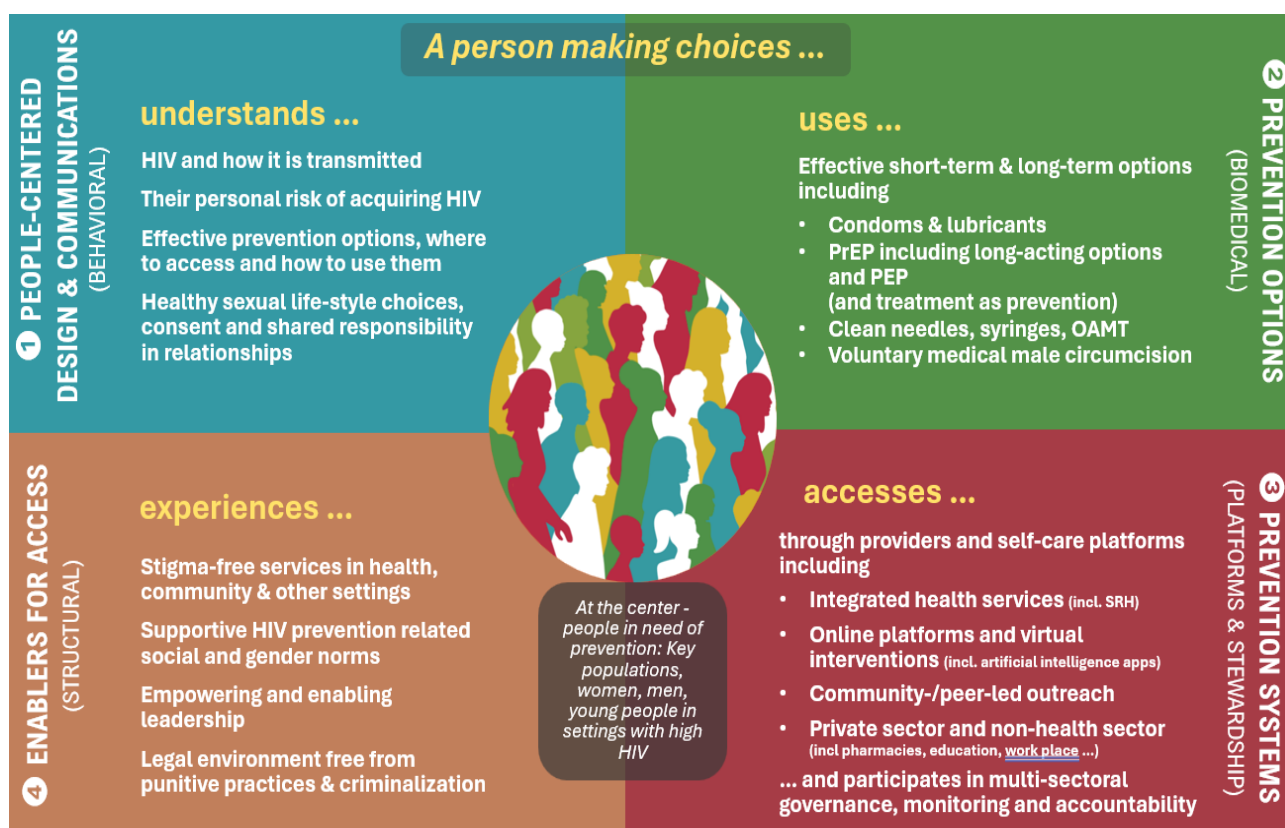 A person making choices ...
❶ PEOPLE-CENTERED
DESIGN & COMMUNICATIONS
(BEHAVIORAL)
understands ...
HIV and how it is transmitted
Their personal risk of acquiring HIV
Effective prevention options, where
to access and how to use them
Healthy sexual life-style choices,
consent and shared responsibility
in relationships
❷ PREVENTION OPTIONS
(BIOMEDICAL)
uses ...
Effective short-term & long-term options
including
• Condoms & lubricants
• PrEP including long-acting options
and PEP
(and treatment as prevention)
• Clean needles, syringes, OAMT
• Voluntary medical male circumcision
❸ PREVENTION SYSTEMS
(PLATFORMS & STEWARDSHIP)
accesses ...
through providers and self-care platforms
including
• Integrated health services (incl. SRH)
• Online platforms and virtual
interventions (incl. artificial intelligence apps)
• Community-/peer-led outreach
• Private sector and non-health sector
(incl pharmacies, education, work place ...)
... and participates in multi-sectoral
governance, monitoring and accountability
❹ ENABLERS FOR ACCESS
(STRUCTURAL)
experiences ...
Stigma-free services in health,
community & other settings
Supportive HIV prevention related
social and gender norms
Empowering and enabling
leadership
Legal environment free from
punitive practices & criminalization
At the center -
people in need of
prevention: Key
populations,
women, men,
young people in
settings with high
HIV